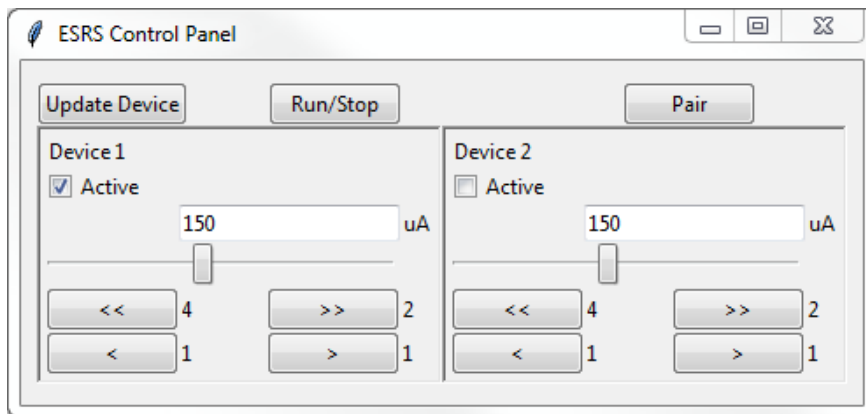 ESRS Control Panel
Update Device Run/Stop Pair
Device 1
Active
150 uA
<< 4 >> 2
< 1 > 1
Device 2
Active
150 uA
<< 4 >> 2
< 1 > 1